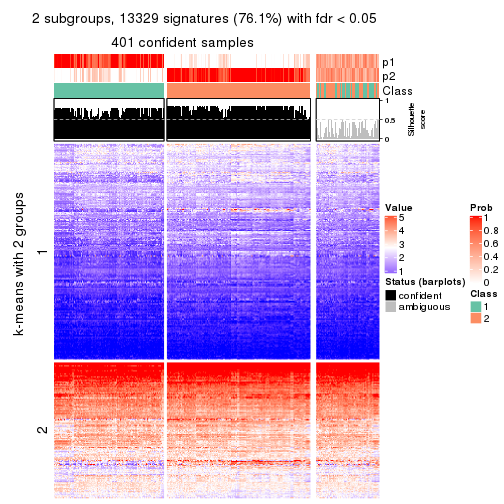 2 subgroups, 13329 signatures (76.1%) with fdr < 0.05
401 confident samples
p1
p2
Class
1
0.5
0
Silhouette
score
k-means with 2 groups
1
2
Value
5
4
3
2
1
Prob
1
0.8
0.6
0.4
0.2
0
Status (barplots)
confident
ambiguous
Class
1
2